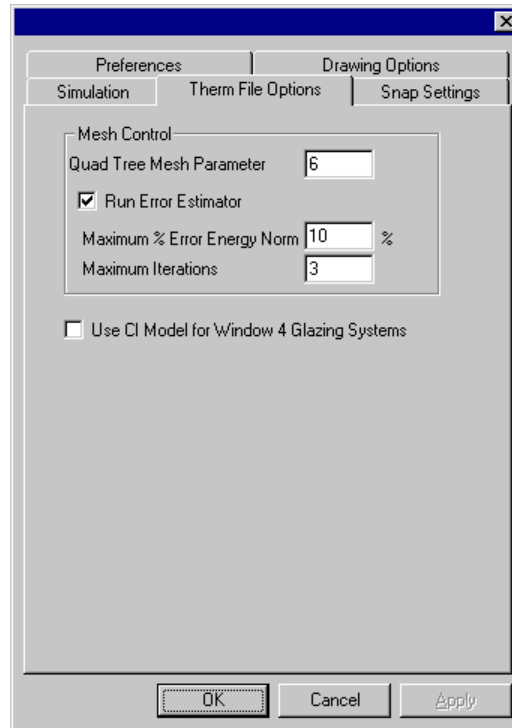 Preferences
Drawing Options
Simulation
Therm File Options
Snap Settings
Mesh Control
Quad Tree Mesh Parameter 6
Run Error Estimator
Maximum % Error Energy Norm 10 %
Maximum Iterations 3
Use CI Model for Window 4 Glazing Systems
OK
Cancel
Apply